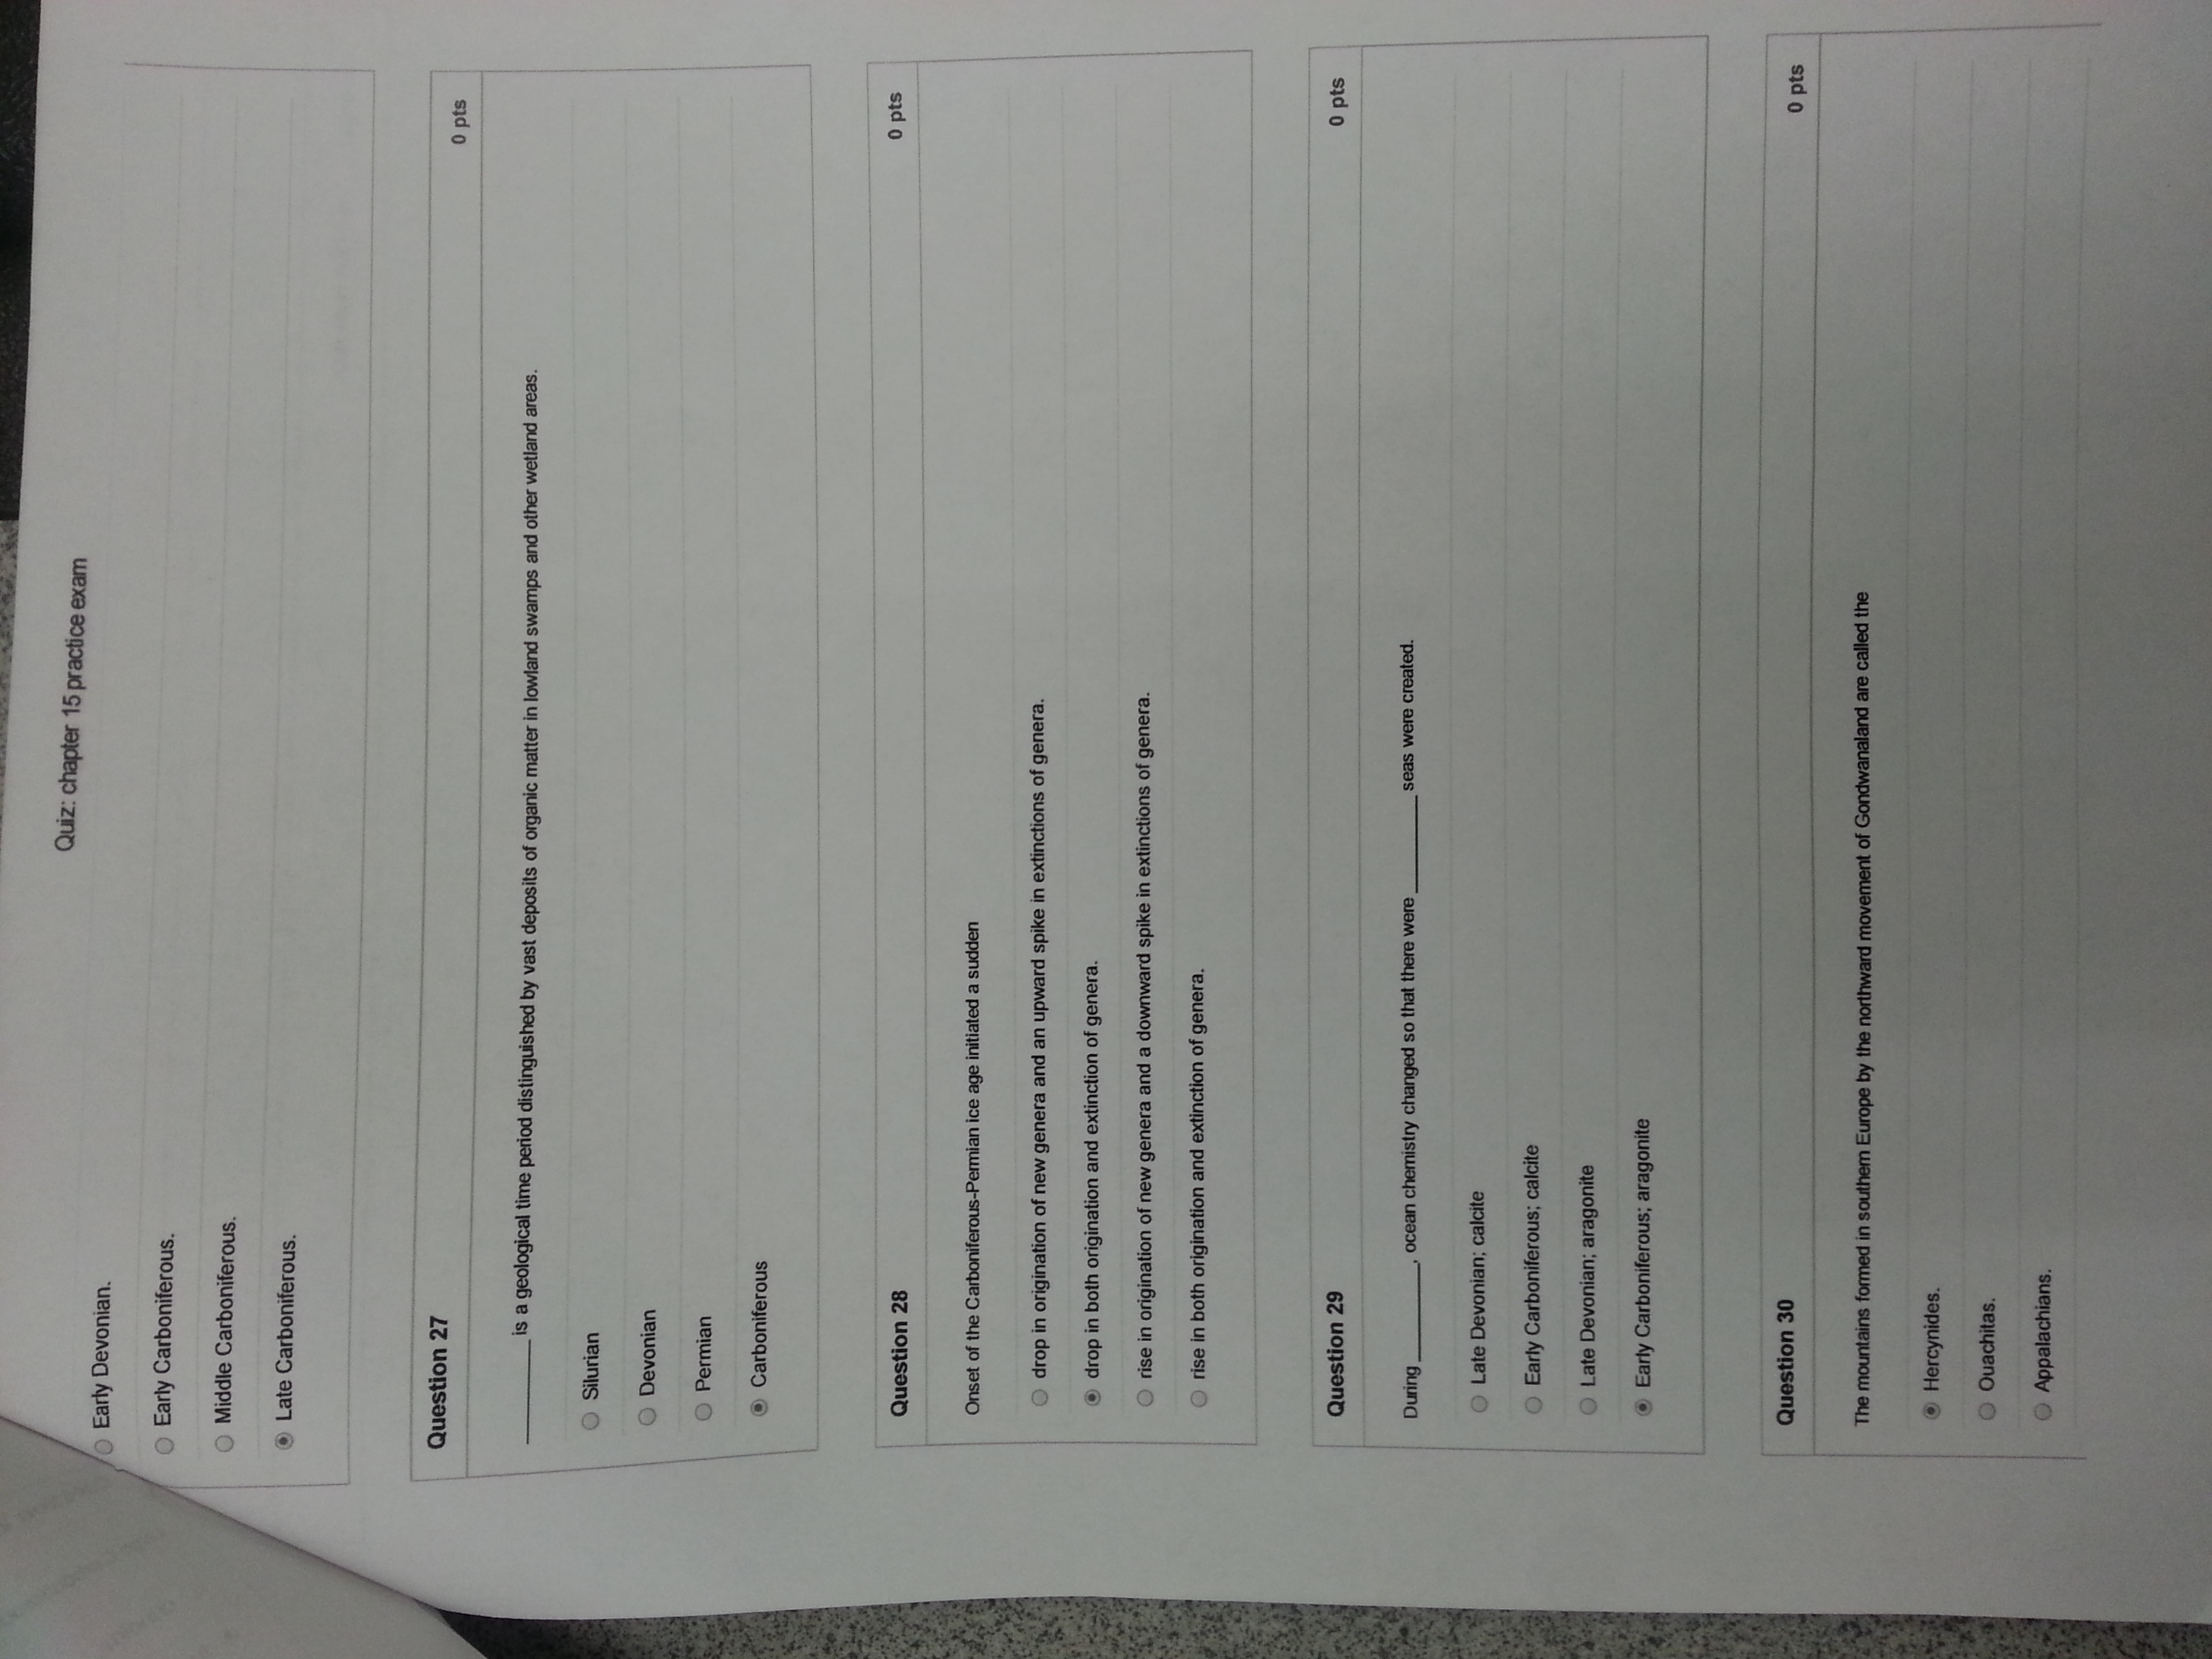 Quiz: chapter 15 practice exam
Early Devonian.
Early Carboniferous.
Middle Carboniferous.
Late Carboniferous.
Question 27
0 pts
__________ is a geological time period distinguished by vast deposits of organic matter in lowland swamps and other wetland areas.
Silurian
Devonian
Permian
Carboniferous
Question 28
0 pts
Onset of the Carboniferous-Permian ice age initiated a sudden
drop in origination of new genera and an upward spike in extinctions of genera.
drop in both origination and extinction of genera.
rise in origination of new genera and a downward spike in extinctions of genera.
rise in both origination and extinction of genera.
Question 29
0 pts
During __________, ocean chemistry changed so that there were __________ seas were created.
Late Devonian; calcite
Early Carboniferous; calcite
Late Devonian; aragonite
Early Carboniferous; aragonite
Question 30
0 pts
The mountains formed in southern Europe by the northward movement of Gondwanaland are called the
Hercynides.
Ouachitas.
Appalachians.